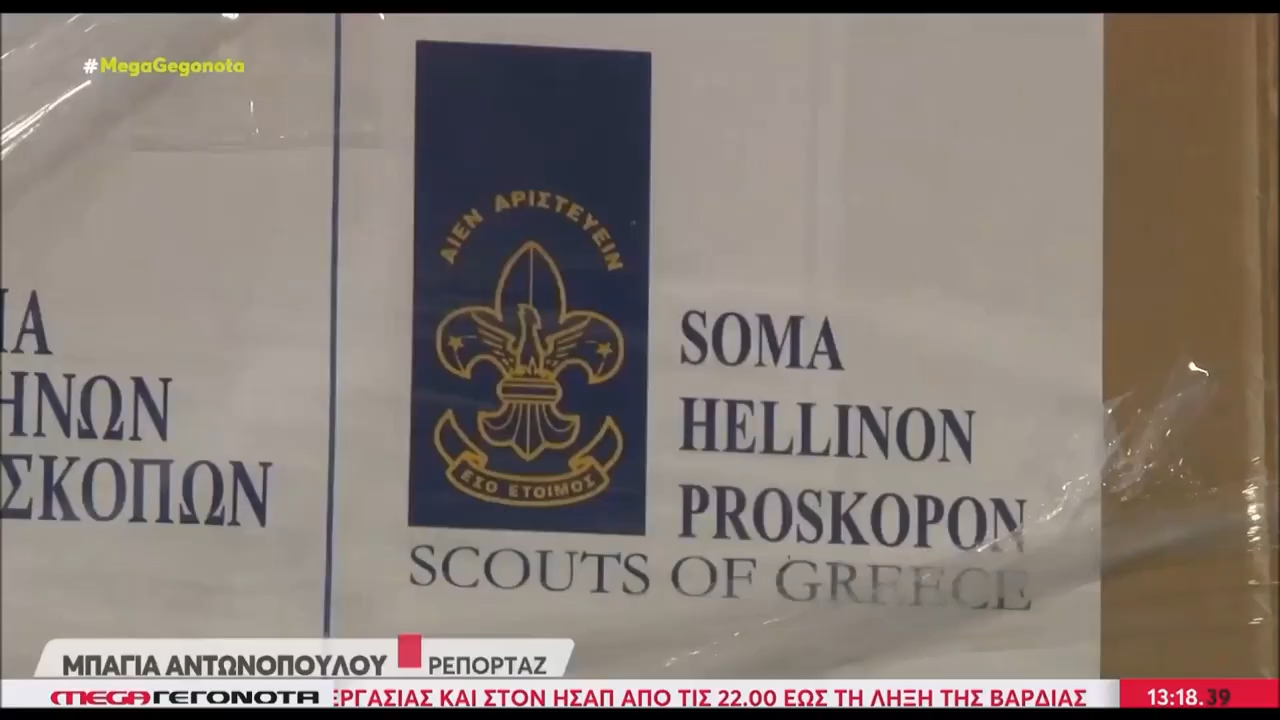 #MegaGegonota
ΑΙΕΝ ΑΡΙΣΤΕΥΕΙΝ
ΕΣΟ ΕΤΟΙΜΟΣ
ΗΝΩΝ
ΣΚΟΠΩΝ
SOMA
HELLINON
PROSKOPON
SCOUTS OF GREECE
ΜΠΑΓΙΑ ΑΝΤΩΝΟΠΟΥΛΟΥ ΡΕΠΟΡΤΑΖ
MEGA ΓΕΓΟΝΟΤΑ ΕΡΓΑΣΙΑΣ ΚΑΙ ΣΤΟΝ ΗΣΑΠ ΑΠΟ ΤΙΣ 22.00 ΕΩΣ ΤΗ ΛΗΞΗ ΤΗΣ ΒΑΡΔΙΑΣ 13:18.39